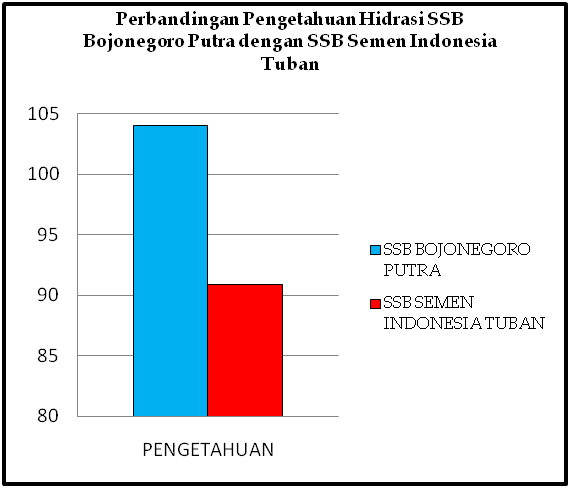 Perbandingan Pengetahuan Hidrasi SSB
Bojonegoro Putra dengan SSB Semen Indonesia
Tuban
105
100
95
90
85
80
PENGETAHUAN
SSB BOJONEGORO
PUTRA
SSB SEMEN
INDONESIA TUBAN